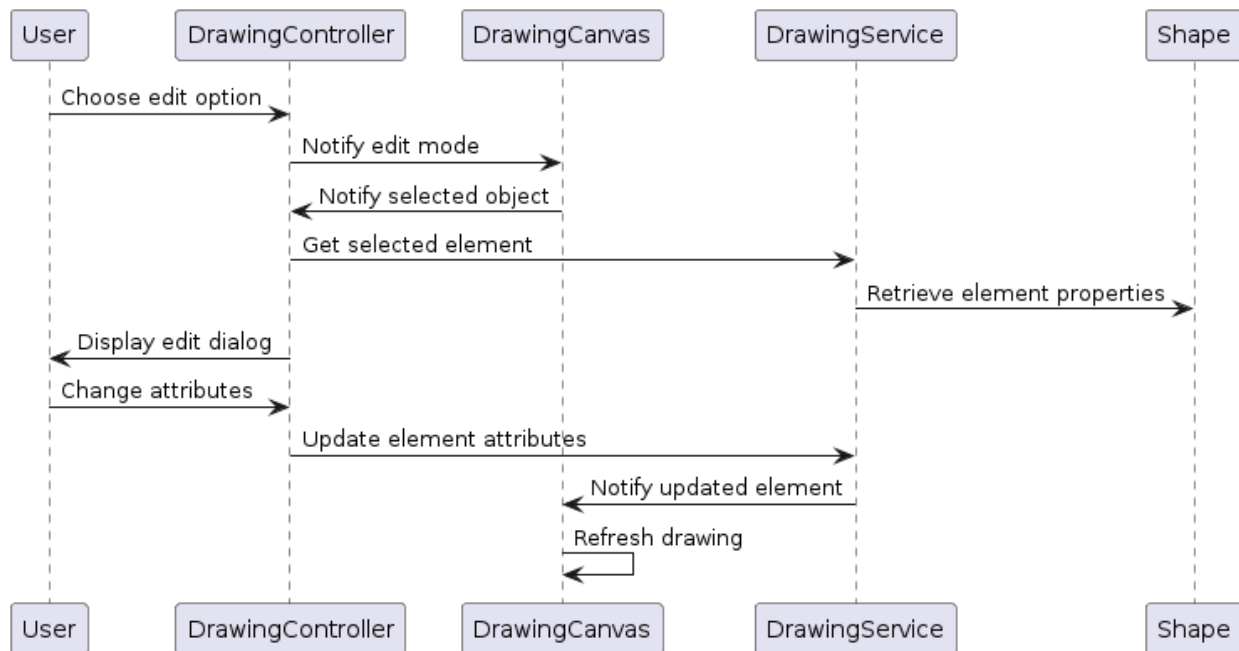 User DrawingController DrawingCanvas DrawingService Shape
Choose edit option
Notify edit mode
Notify selected object
Get selected element
Retrieve element properties
Display edit dialog
Change attributes
Update element attributes
Notify updated element
Refresh drawing
User DrawingController DrawingCanvas DrawingService Shape